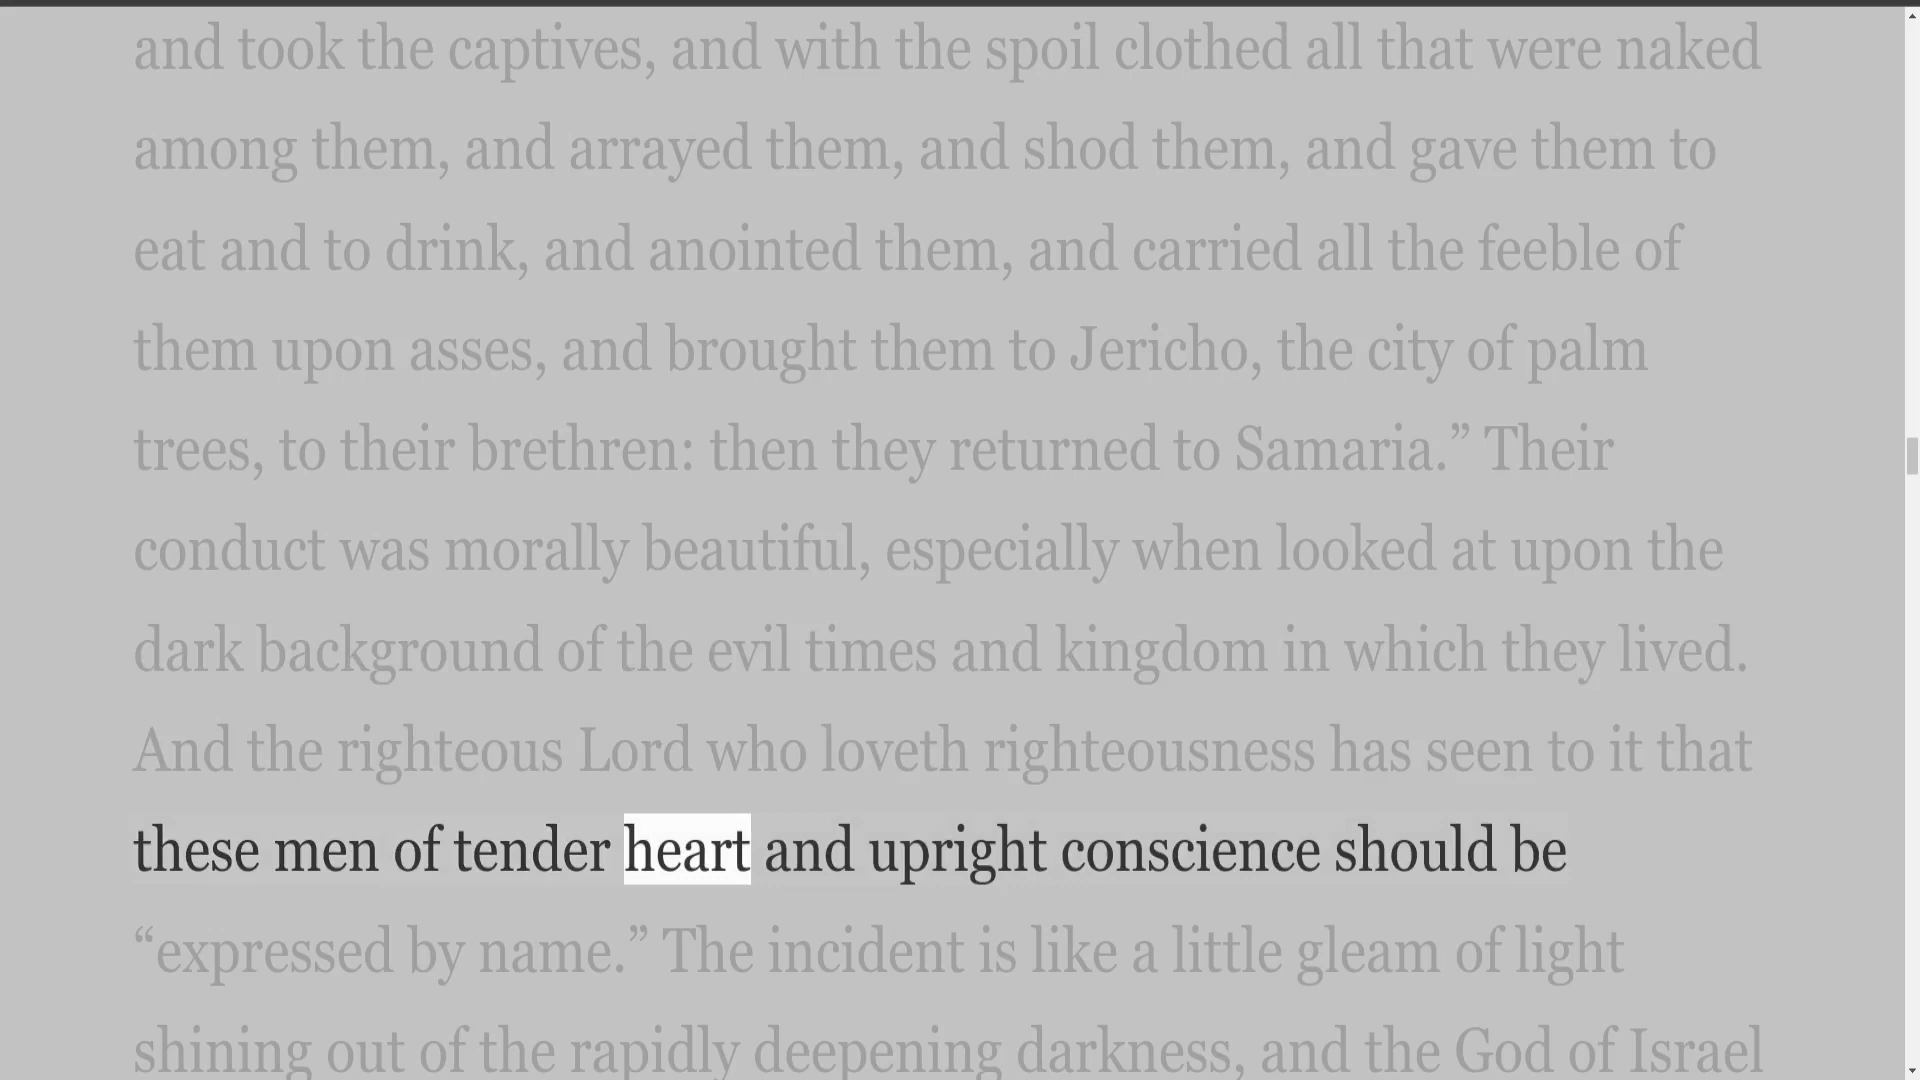 and took the captives, and with the spoil clothed all that were naked
among them, and arrayed them, and shod them, and gave them to
eat and to drink, and anointed them, and carried all the feeble of
them upon asses, and brought them to Jericho, the city of palm
trees, to their brethren: then they returned to Samaria.” Their
conduct was morally beautiful, especially when looked at upon the
dark background of the evil times and kingdom in which they lived.
And the righteous Lord who loveth righteousness has seen to it that
these men of tender heart and upright conscience should be
“expressed by name.” The incident is like a little gleam of light
shining out of the rapidly deepening darkness, and the God of Israel